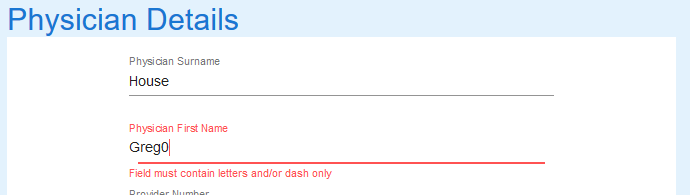 Physician Details
Physician Surname
House
Physician First Name
Greg0
Field must contain letters and/or dash only
Provider Number